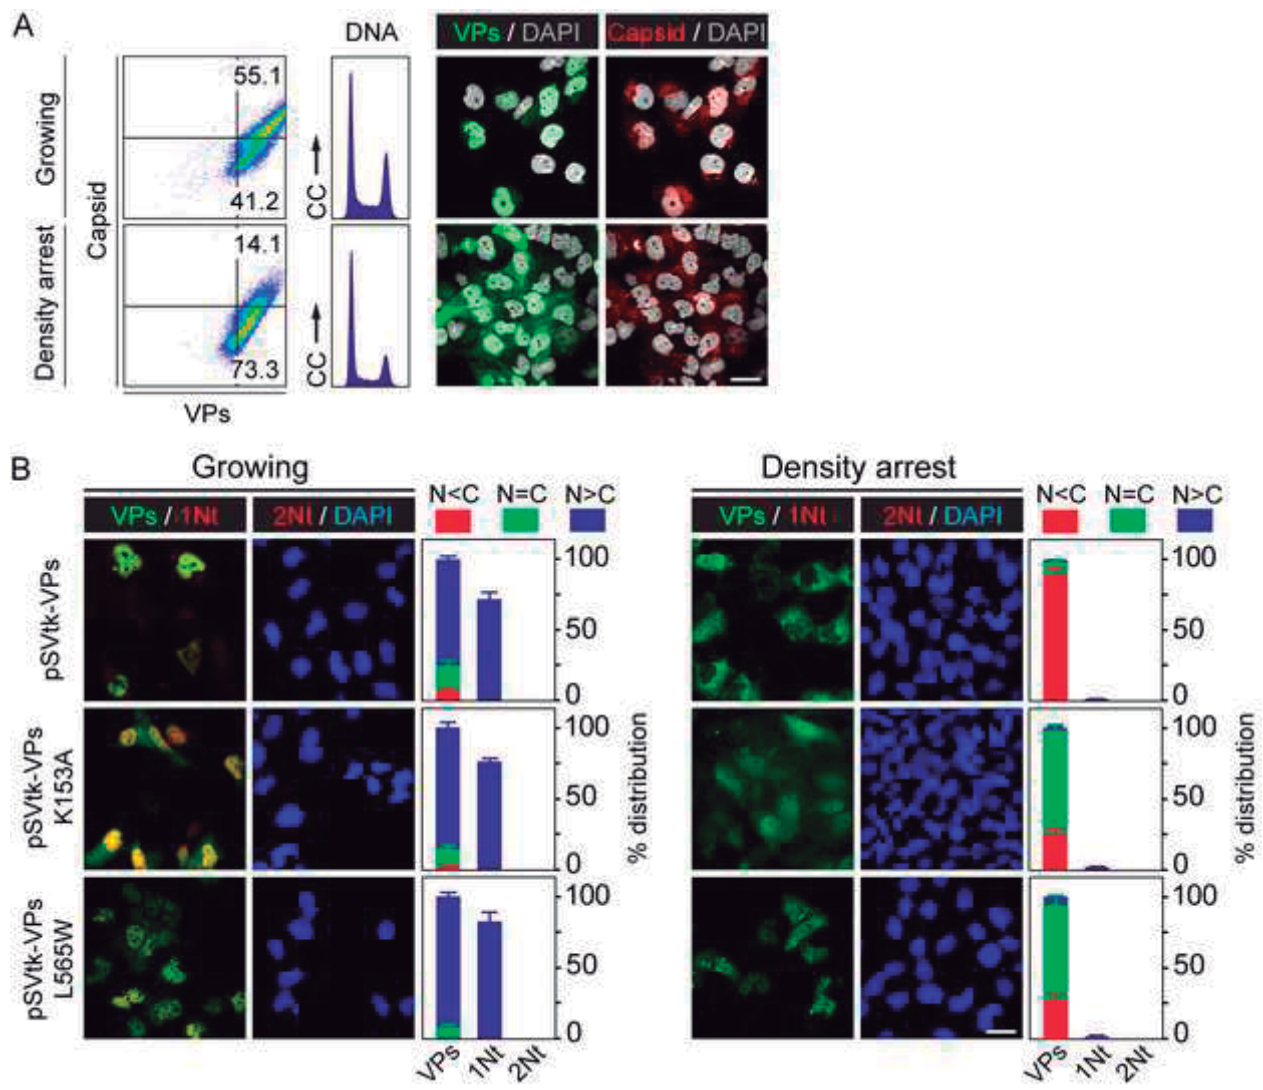 A
DNA
VPs / DAPI
Capsid / DAPI
Growing
Density arrest
Capsid
55.1
41.2
14.1
73.3
CC
CC
VPs
B
Growing
Density arrest
N<C N=C N>C
N<C N=C N>C
VPs / 1Nt
2Nt / DAPI
VPs / 1Nt
2Nt / DAPI
pSVtk-VPs
100
50
0
100
50
0
pSVtk-VPs
K153A
100
50
0
100
50
0
% distribution
% distribution
pSVtk-VPs
L565W
100
50
0
100
50
0
VPs
1Nt
2Nt
VPs
1Nt
2Nt